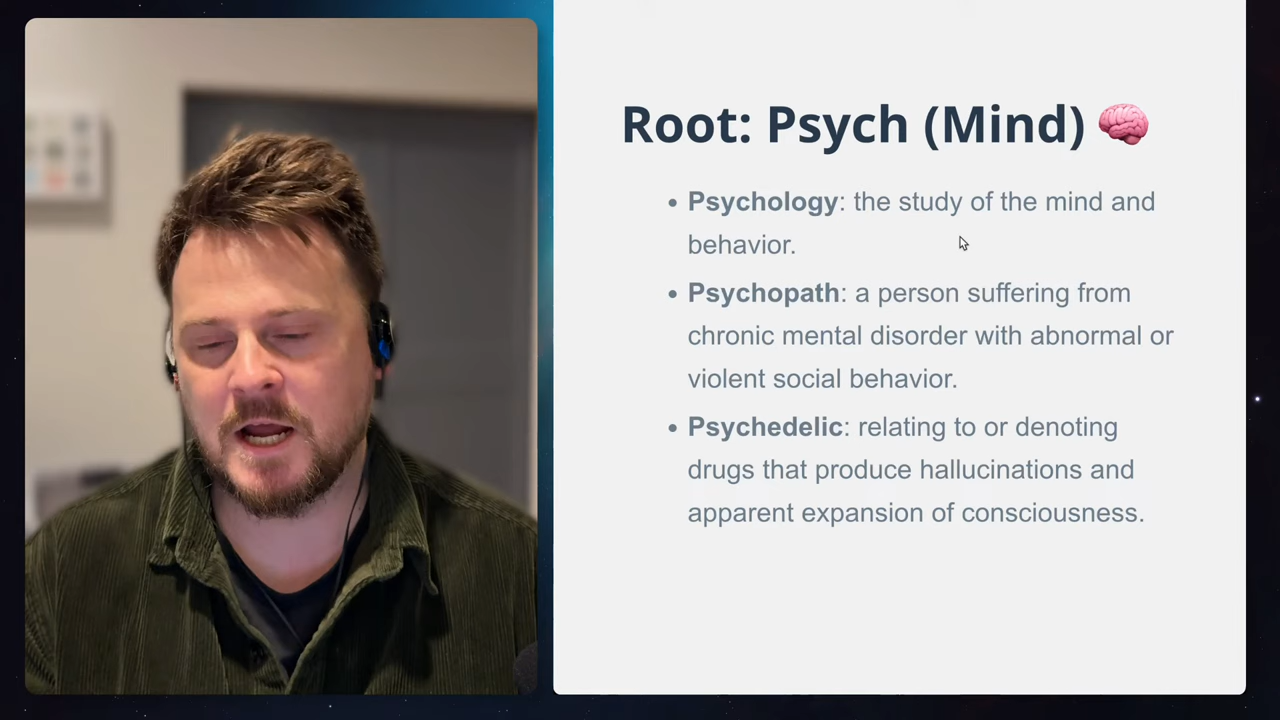 Root: Psych (Mind) 🧠
• Psychology: the study of the mind and
behavior.
• Psychopath: a person suffering from
chronic mental disorder with abnormal or
violent social behavior.
• Psychedelic: relating to or denoting
drugs that produce hallucinations and
apparent expansion of consciousness.